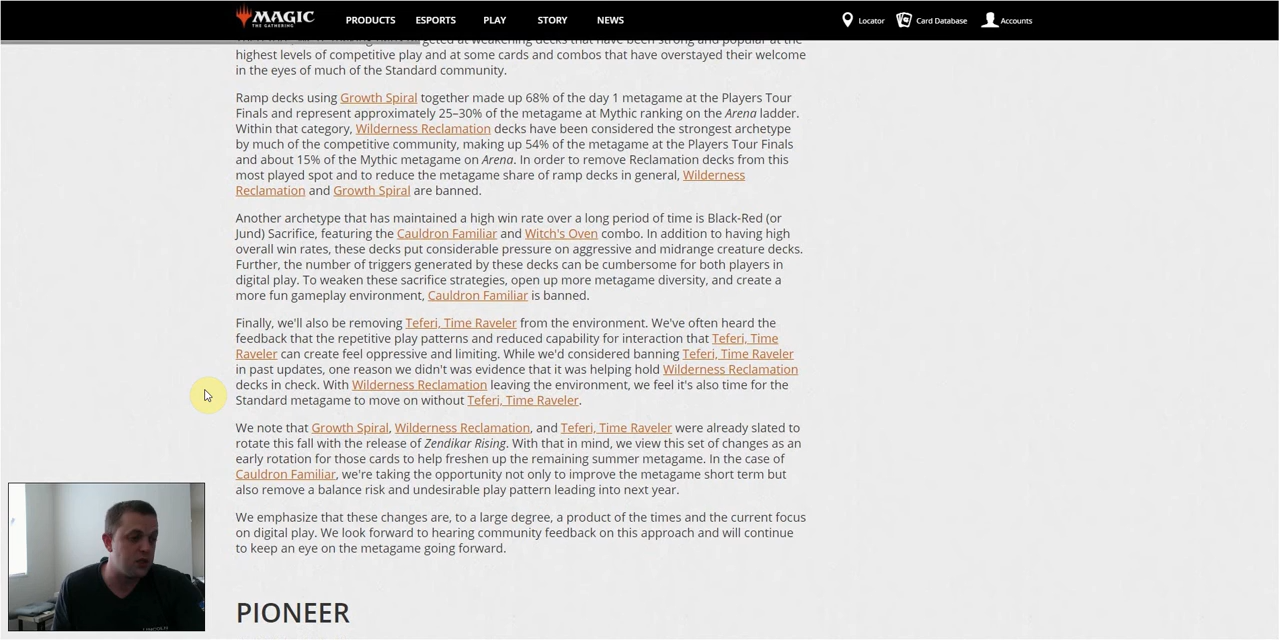 MAGIC
THE GATHERING
PRODUCTS
ESPORTS
PLAY
STORY
NEWS
Locator
Card Database
Accounts
targeted at weakening decks that have been strong and popular at the
highest levels of competitive play and at some cards and combos that have overstayed their welcome
in the eyes of much of the Standard community.
Ramp decks using Growth Spiral together made up 68% of the day 1 metagame at the Players Tour
Finals and represent approximately 25–30% of the metagame at Mythic ranking on the Arena ladder.
Within that category, Wilderness Reclamation decks have been considered the strongest archetype
by much of the competitive community, making up 54% of the metagame at the Players Tour Finals
and about 15% of the Mythic metagame on Arena. In order to remove Reclamation decks from this
most played spot and to reduce the metagame share of ramp decks in general, Wilderness
Reclamation and Growth Spiral are banned.
Another archetype that has maintained a high win rate over a long period of time is Black-Red (or
Jund) Sacrifice, featuring the Cauldron Familiar and Witch's Oven combo. In addition to having high
overall win rates, these decks put considerable pressure on aggressive and midrange creature decks.
Further, the number of triggers generated by these decks can be cumbersome for both players in
digital play. To weaken these sacrifice strategies, open up more metagame diversity, and create a
more fun gameplay environment, Cauldron Familiar is banned.
Finally, we'll also be removing Teferi, Time Raveler from the environment. We've often heard the
feedback that the repetitive play patterns and reduced capability for interaction that Teferi, Time
Raveler can create feel oppressive and limiting. While we'd considered banning Teferi, Time Raveler
in past updates, one reason we didn't was evidence that it was helping hold Wilderness Reclamation
decks in check. With Wilderness Reclamation leaving the environment, we feel it's also time for the
Standard metagame to move on without Teferi, Time Raveler.
We note that Growth Spiral, Wilderness Reclamation, and Teferi, Time Raveler were already slated to
rotate this fall with the release of Zendikar Rising. With that in mind, we view this set of changes as an
early rotation for those cards to help freshen up the remaining summer metagame. In the case of
Cauldron Familiar, we're taking the opportunity not only to improve the metagame short term but
also remove a balance risk and undesirable play pattern leading into next year.
We emphasize that these changes are, to a large degree, a product of the times and the current focus
on digital play. We look forward to hearing community feedback on this approach and will continue
to keep an eye on the metagame going forward.
PIONEER